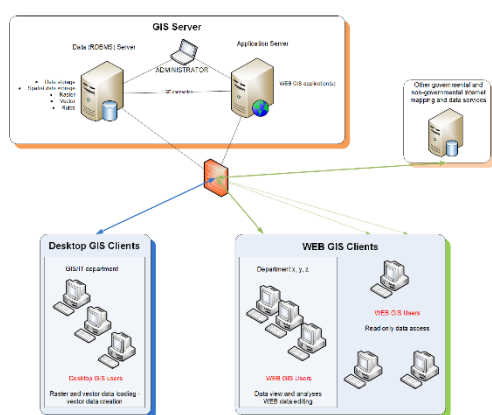 GIS Server
Data (RDBMS) Server
Application Server
ADMINISTRATOR
Data storage
Spatial data storage
Raster
Vector
Rules
WEB GIS application(s)
Other governmental and
non-governmental Internet
mapping and data services
Desktop GIS Clients
GIS/IT department
Desktop GIS users
Raster and vector data loading -
vector data creation
WEB GIS Clients
Department x, y, z
WEB GIS Users
Data view and analyses
WEB data editing
WEB GIS Users
Read only data access